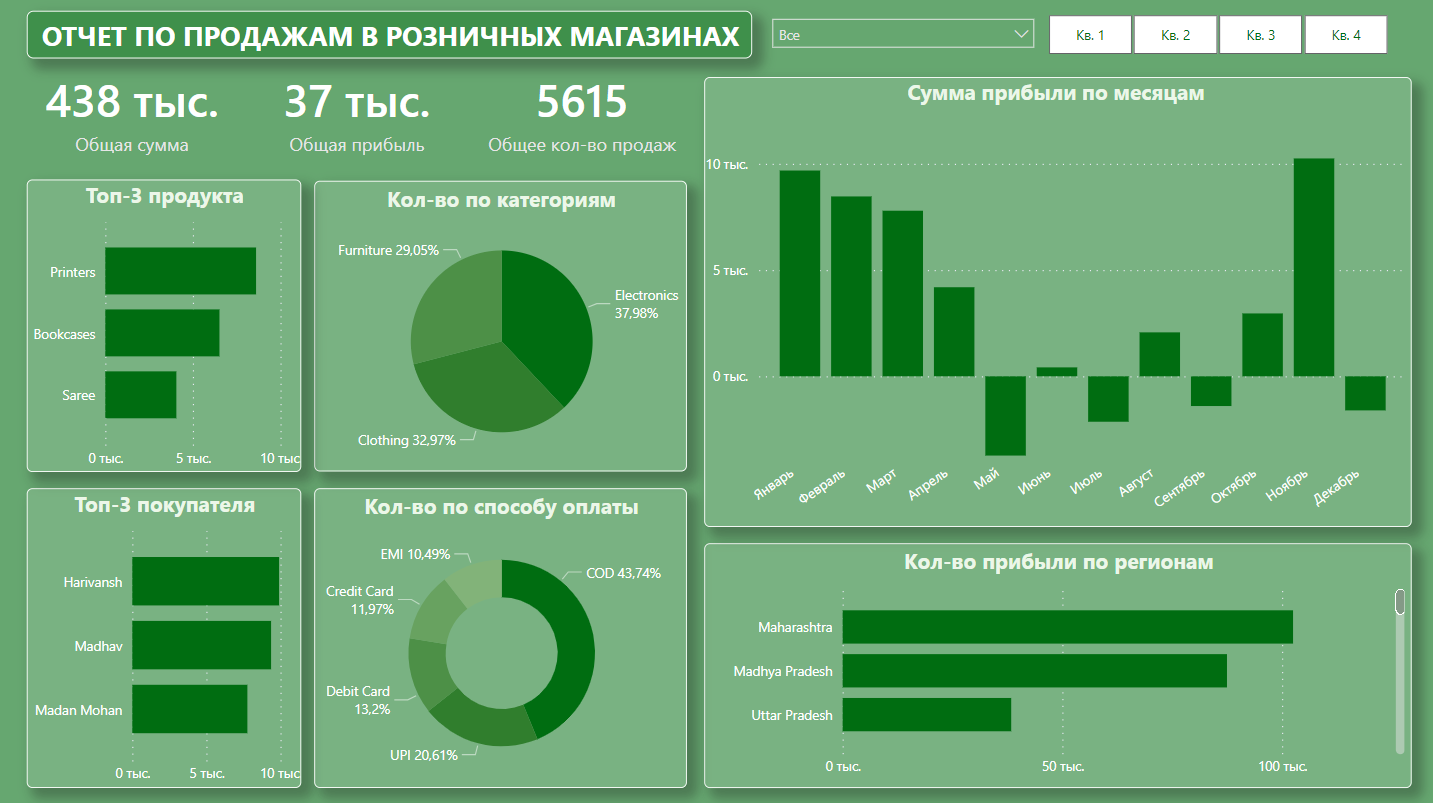 ОТЧЕТ ПО ПРОДАЖАМ В РОЗНИЧНЫХ МАГАЗИНАХ
Все
Кв. 1
Кв. 2
Кв. 3
Кв. 4
438 тыс.
Общая сумма
37 тыс.
Общая прибыль
5615
Общее кол-во продаж
Топ-3 продукта
Printers
Bookcases
Saree
0 тыс.
5 тыс.
10 тыс
Кол-во по категориям
Furniture 29,05%
Electronics
37,98%
Clothing 32,97%
Сумма прибыли по месяцам
10 тыс.
5 тыс.
0 тыс.
Январь
Февраль
Март
Апрель
Май
Июнь
Июль
Август
Сентябрь
Октябрь
Ноябрь
Декабрь
Топ-3 покупателя
Harivansh
Madhav
Madan Mohan
0 тыс.
5 тыс.
10 тыс
Кол-во по способу оплаты
EMI 10,49%
COD 43,74%
Credit Card
11,97%
Debit Card
13,2%
UPI 20,61%
Кол-во прибыли по регионам
Maharashtra
Madhya Pradesh
Uttar Pradesh
0 тыс.
50 тыс.
100 тыс.